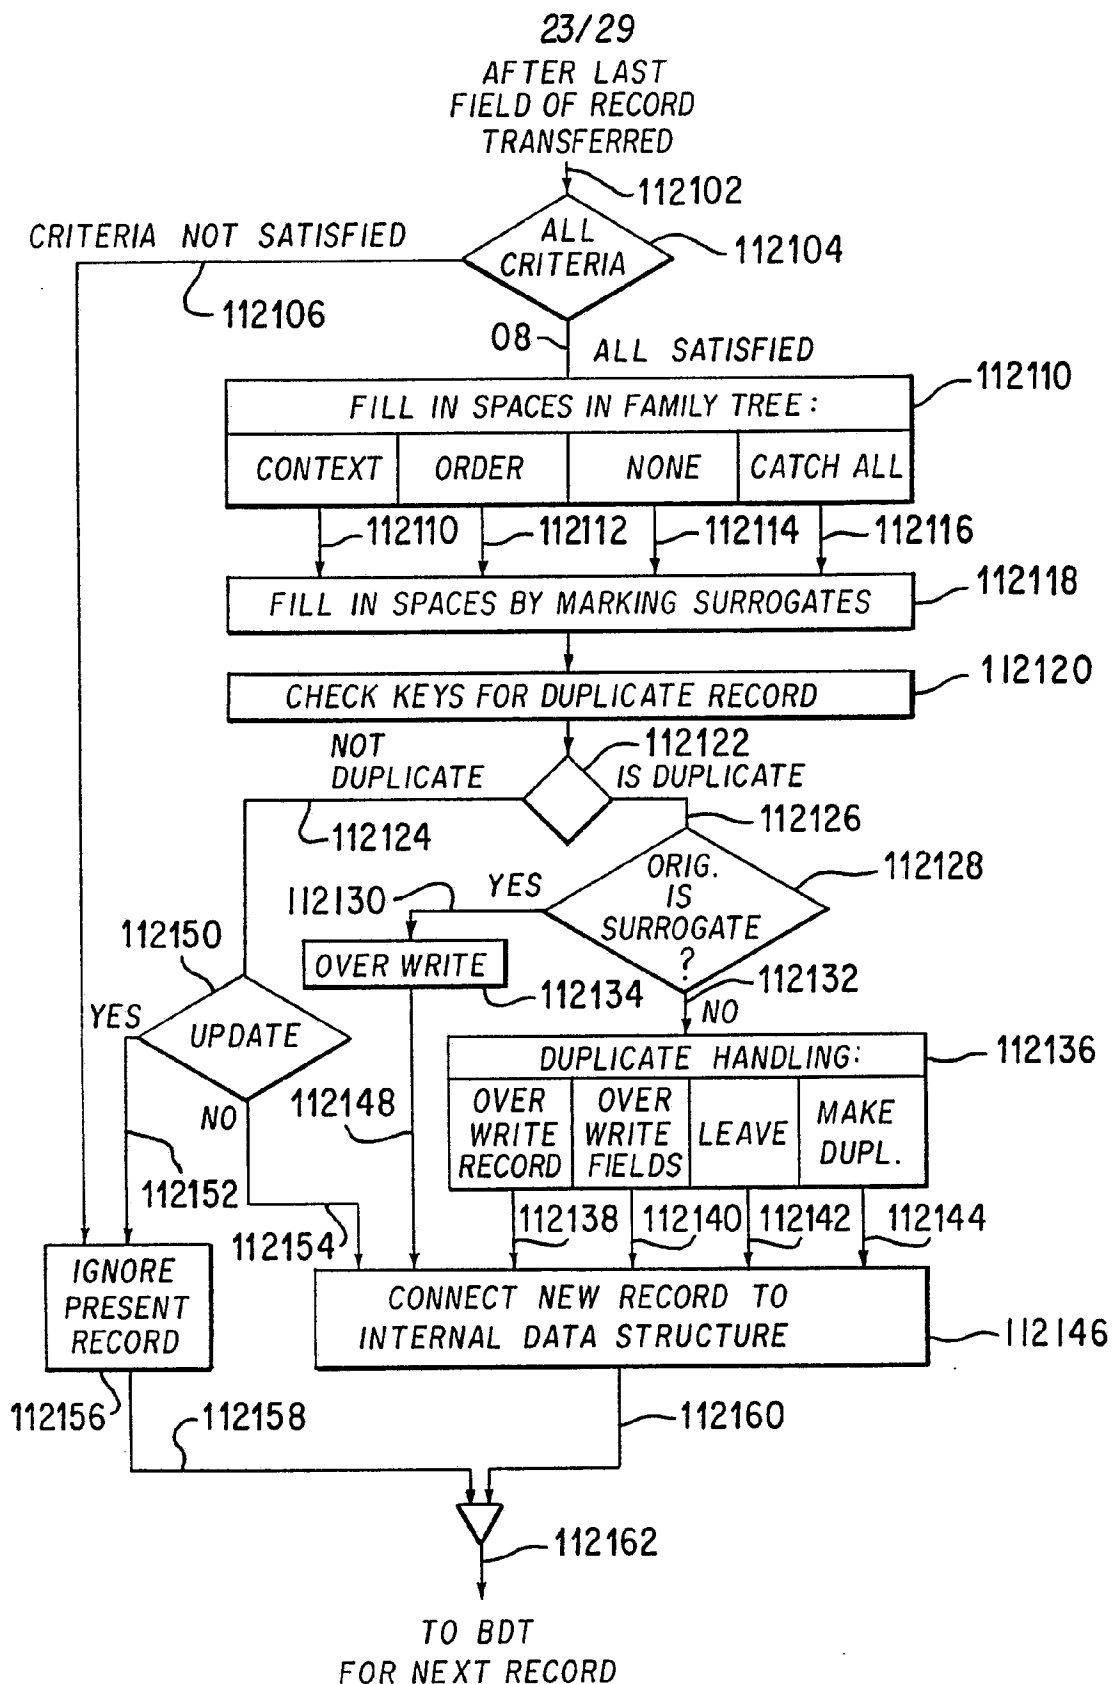 23/29
AFTER LAST
FIELD OF RECORD
TRANSFERRED
112102
CRITERIA NOT SATISFIED
ALL
CRITERIA
112104
112106
08
ALL SATISFIED
112110
FILL IN SPACES IN FAMILY TREE:
CONTEXT
ORDER
NONE
CATCH ALL
112110
112112
112114
112116
FILL IN SPACES BY MARKING SURROGATES
112118
CHECK KEYS FOR DUPLICATE RECORD
112120
NOT
DUPLICATE
112122
IS DUPLICATE
112124
112126
ORIG.
IS
SURROGATE
?
112128
YES
112130
OVER WRITE
112134
112132
NO
112150
YES
UPDATE
NO
DUPLICATE HANDLING:
112136
OVER
WRITE
RECORD
OVER
WRITE
FIELDS
LEAVE
MAKE
DUPL.
112148
112152
112154
112138
112140
112142
112144
IGNORE
PRESENT
RECORD
CONNECT NEW RECORD TO
INTERNAL DATA STRUCTURE
112146
112156
112158
112160
112162
TO BDT
FOR NEXT RECORD